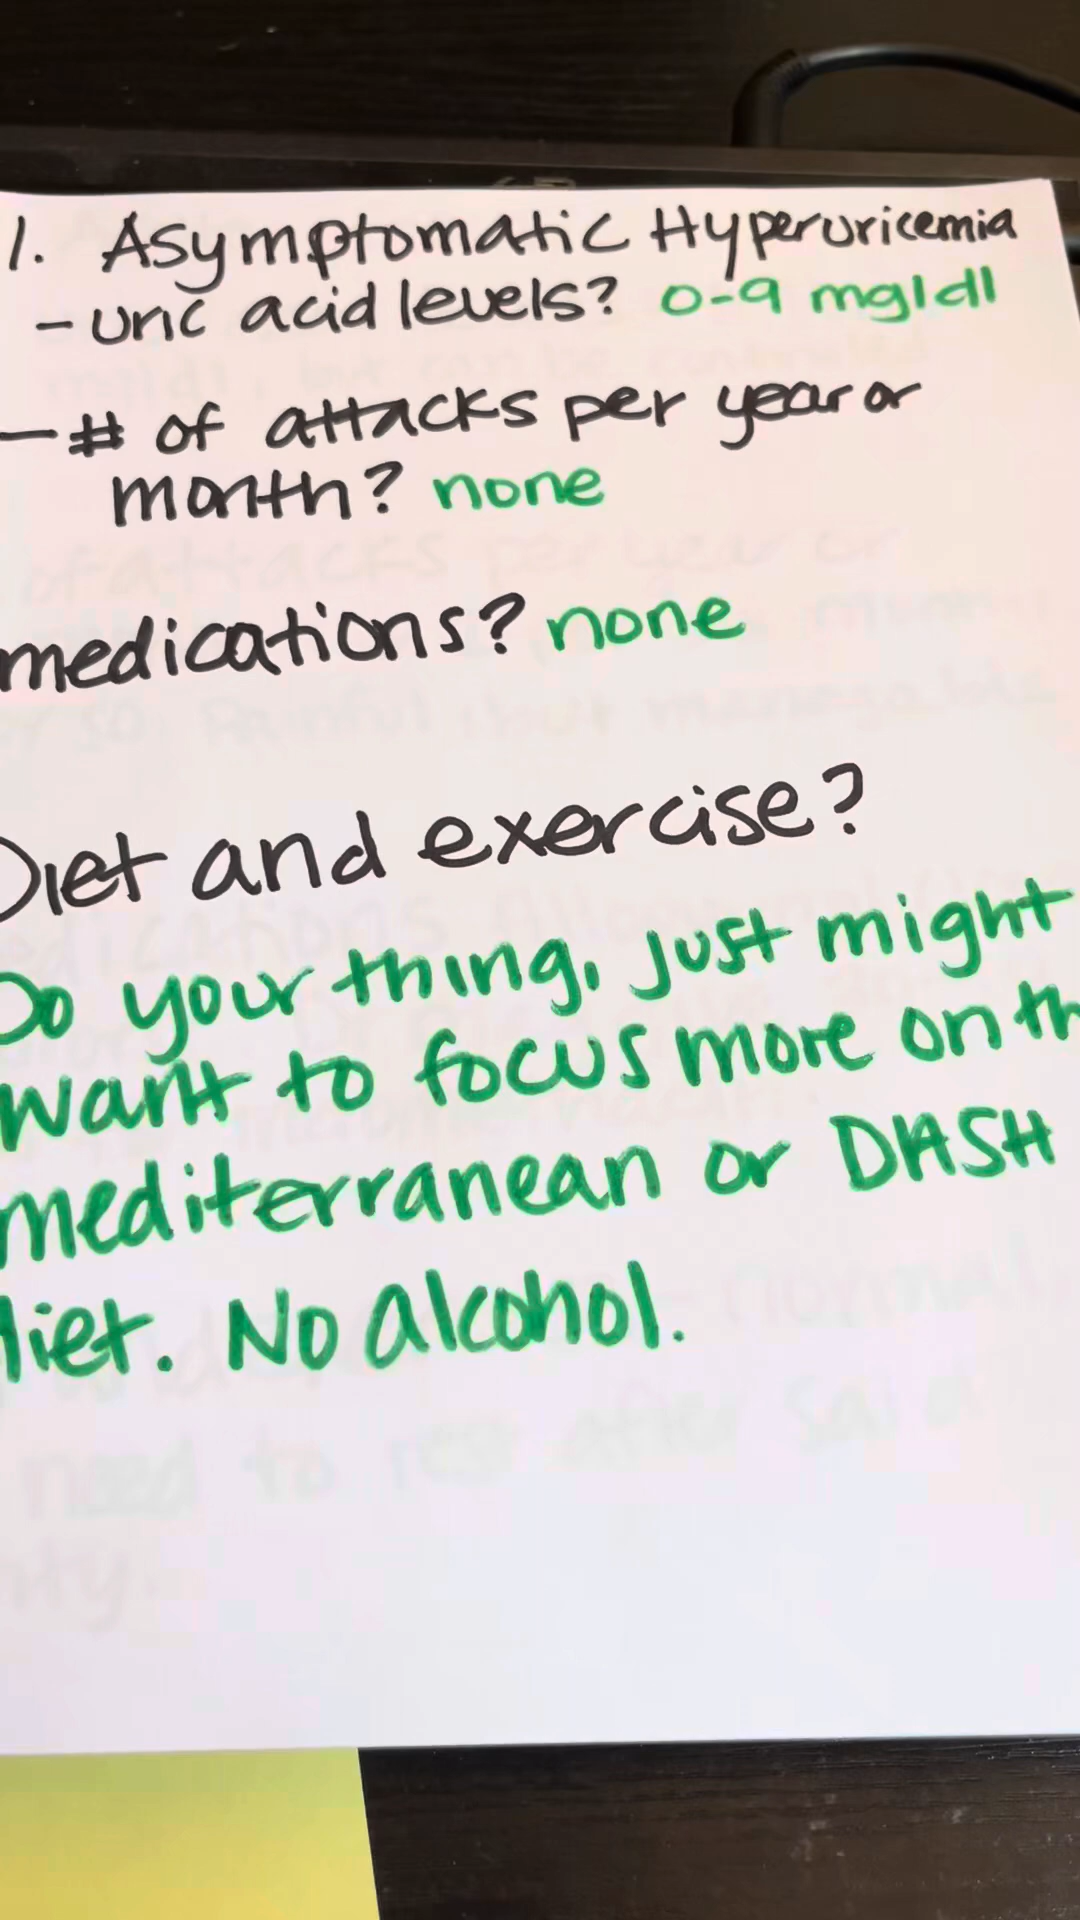 1. Asymptomatic Hyperuricemia
- uric acid levels? 0-9 mg/dl
- # of attacks per year or
month? none
medications? none
Diet and exercise?
Do your thing, just might
want to focus more on th
mediterranean or DASH
diet. No alcohol.